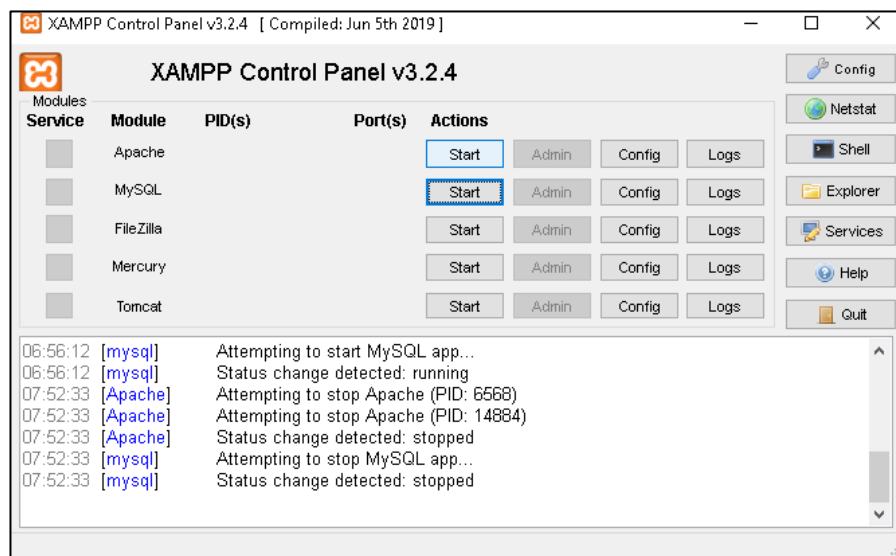 XAMPP Control Panel v3.2.4 [ Compiled: Jun 5th 2019 ]
XAMPP Control Panel v3.2.4
Config
Modules
Service Module PID(s) Port(s) Actions
Netstat
Apache Start Admin Config Logs
Shell
MySQL Start Admin Config Logs
Explorer
FileZilla Start Admin Config Logs
Services
Mercury Start Admin Config Logs
Help
Tomcat Start Admin Config Logs
Quit
06:56:12 [mysql] Attempting to start MySQL app...
06:56:12 [mysql] Status change detected: running
07:52:33 [Apache] Attempting to stop Apache (PID: 6568)
07:52:33 [Apache] Attempting to stop Apache (PID: 14884)
07:52:33 [Apache] Status change detected: stopped
07:52:33 [mysql] Attempting to stop MySQL app...
07:52:33 [mysql] Status change detected: stopped